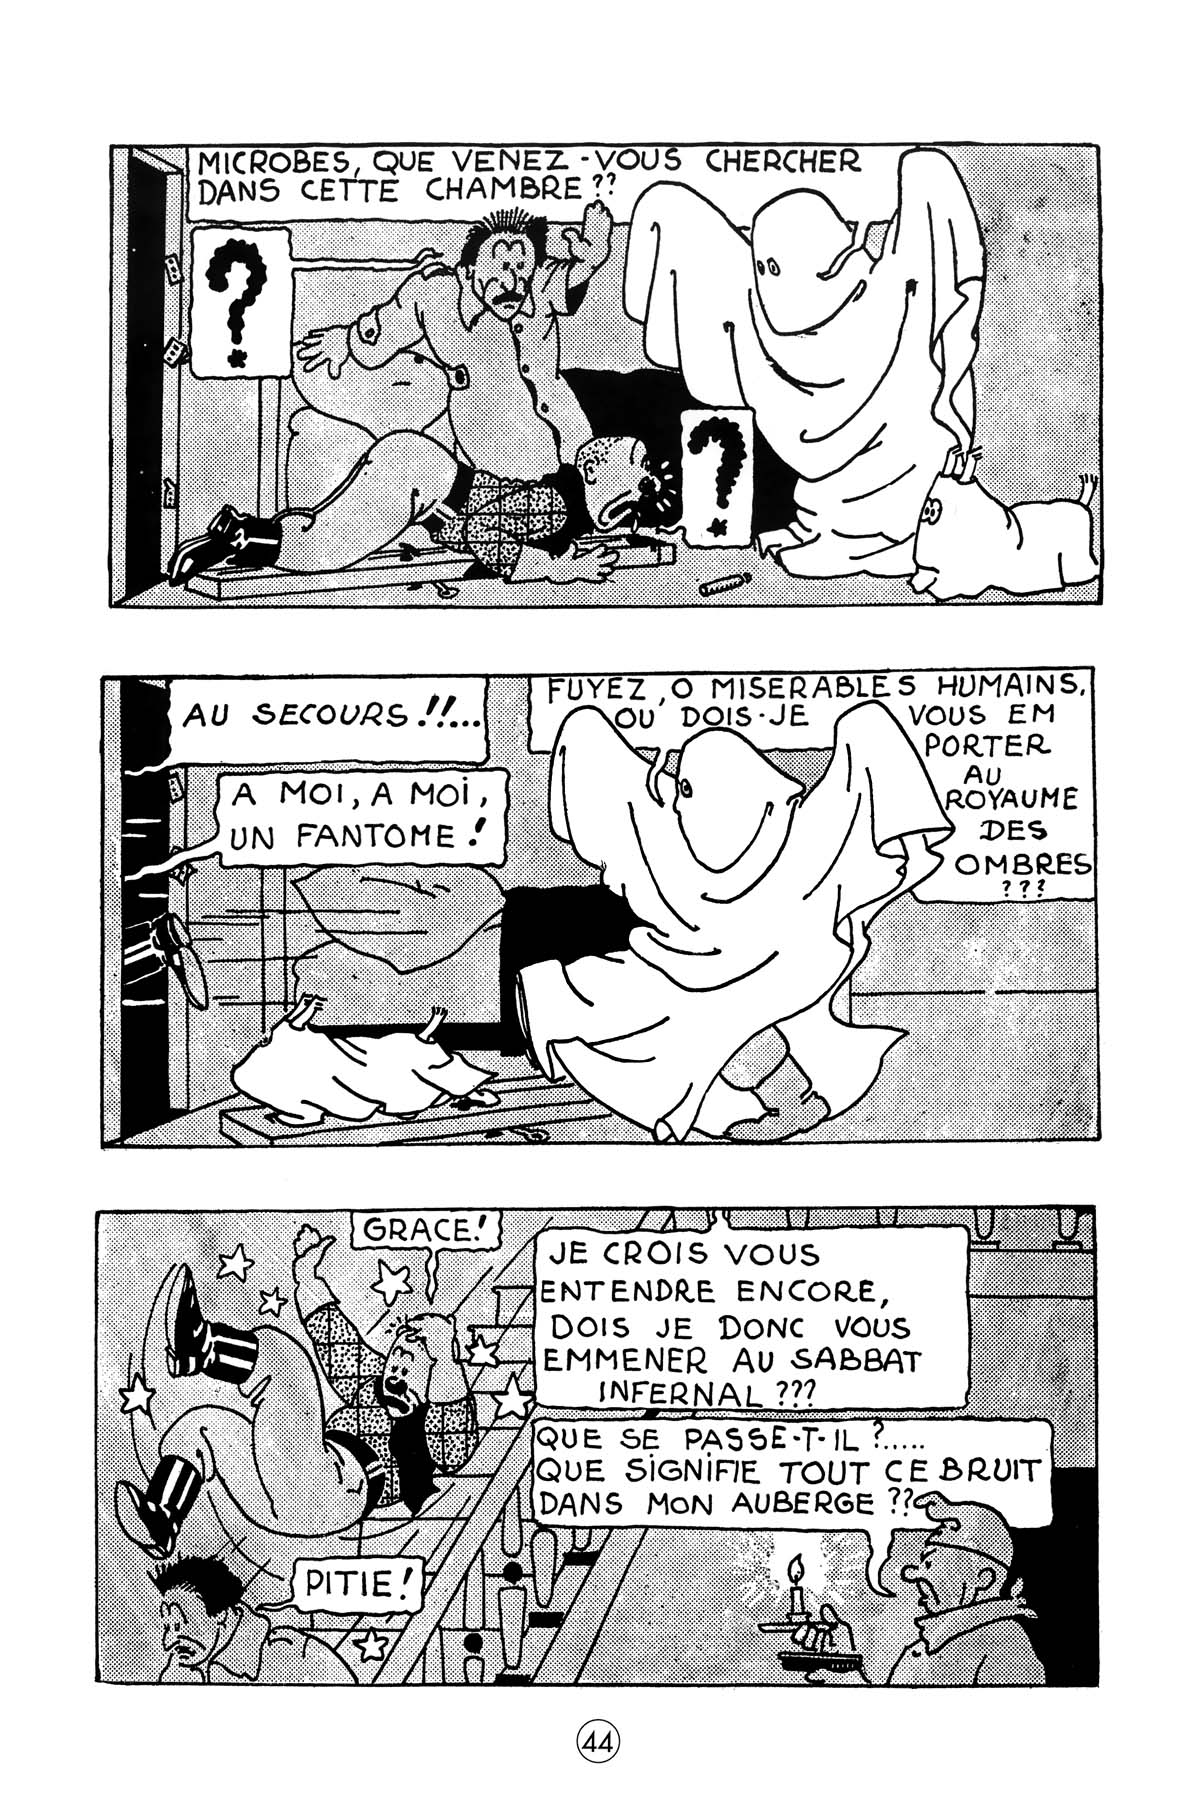 MICROBES, QUE VENEZ-VOUS CHERCHER
DANS CETTE CHAMBRE??
?
?
AU SECOURS!!...
A MOI, A MOI,
UN FANTOME!
FUYEZ, O MISERABLES HUMAINS,
OU DOIS-JE VOUS EM
PORTER
AU
ROYAUME
DES
OMBRES
???
GRACE!
JE CROIS VOUS
ENTENDRE ENCORE,
DOIS JE DONC VOUS
EMMENER AU SABBAT
INFERNAL???
QUE SE PASSE-T-IL?.....
QUE SIGNIFIE TOUT CE BRUIT
DANS MON AUBERGE??
PITIE!
44